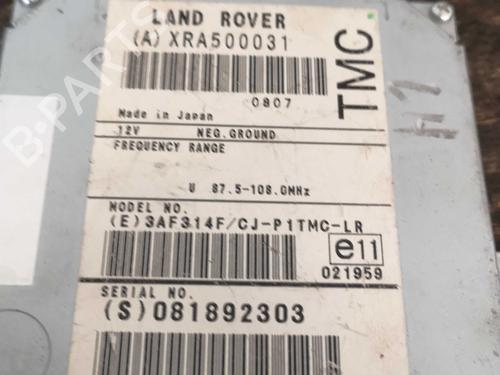 LAND ROVER
(A) XRA500031
0807
TMC
Made in Japan
12V NEG.GROUND
FREQUENCY RANGE
U 87.5-108.0MHz
MODEL NO.
(E)3AF314F/CJ-P1TMC-LR
e11
021959
SERIAL NO.
(S)081892303
B-PARTS